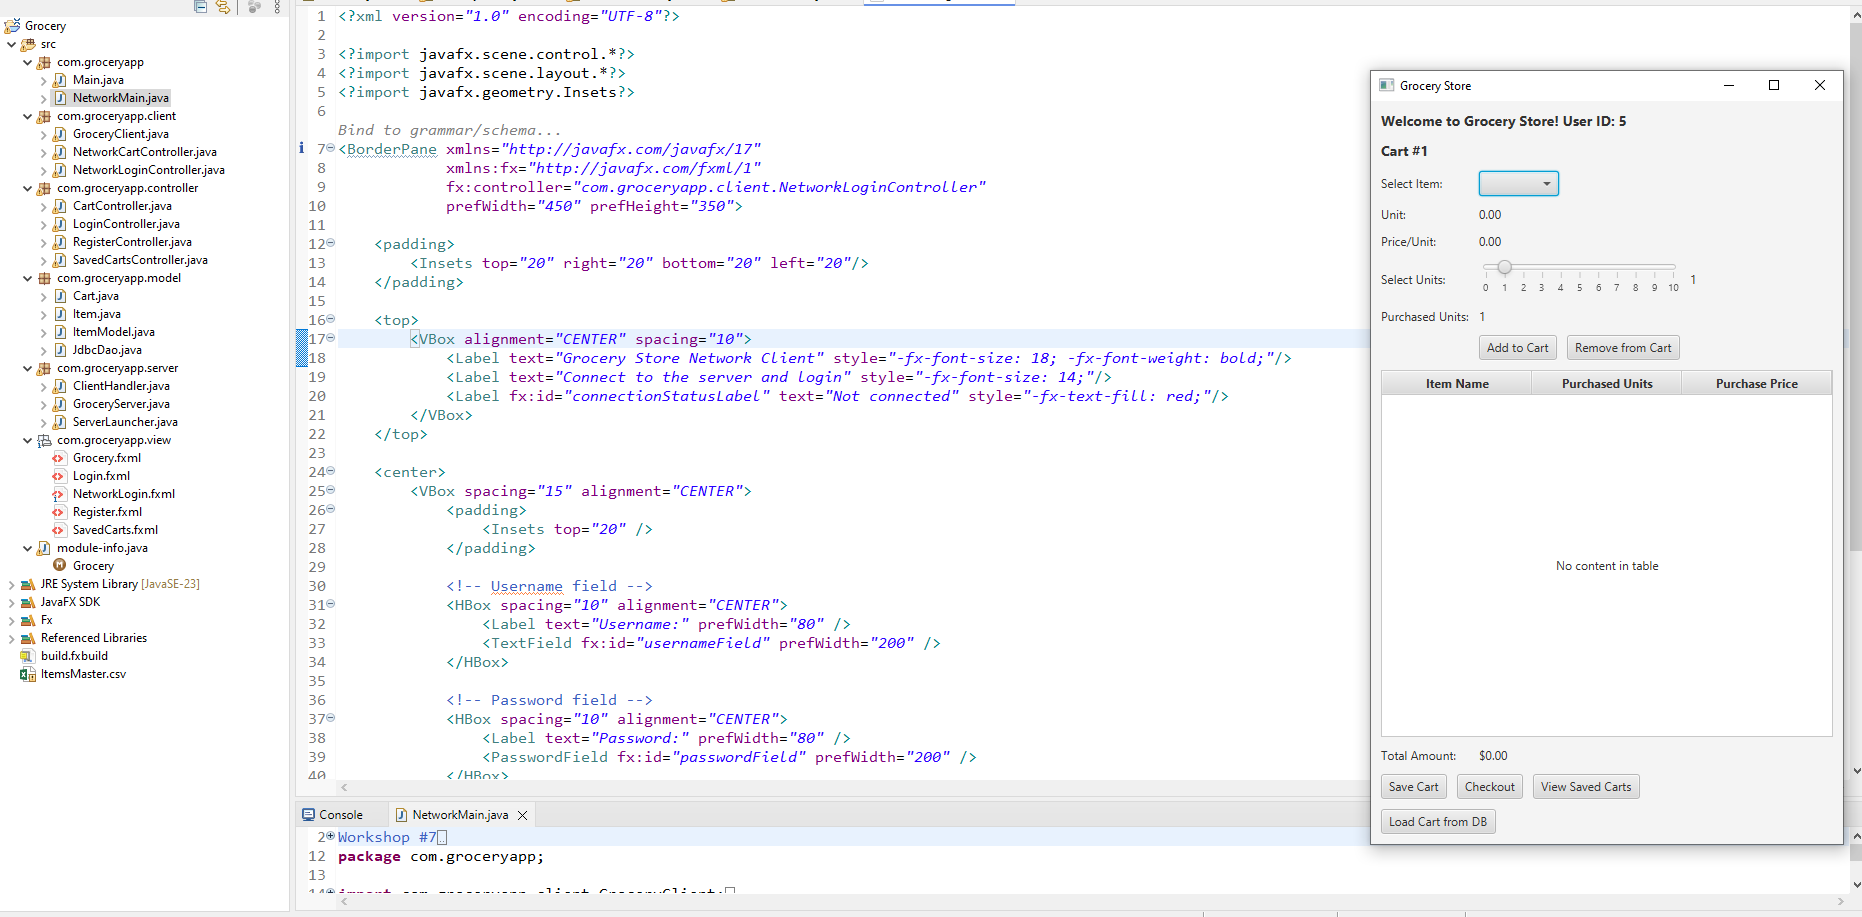 Grocery
src
com.groceryapp
Main.java
NetworkMain.java
com.groceryapp.client
GroceryClient.java
NetworkCartController.java
NetworkLoginController.java
com.groceryapp.controller
CartController.java
LoginController.java
RegisterController.java
SavedCartsController.java
com.groceryapp.model
Cart.java
Item.java
ItemModel.java
JdbcDao.java
com.groceryapp.server
ClientHandler.java
GroceryServer.java
ServerLauncher.java
com.groceryapp.view
Grocery.fxml
Login.fxml
NetworkLogin.fxml
Register.fxml
SavedCarts.fxml
module-info.java
Grocery
JRE System Library [JavaSE-23]
JavaFX SDK
Fx
Referenced Libraries
build.fxbuild
ItemsMaster.csv
1 <?xml version="1.0" encoding="UTF-8"?>
2
3 <?import javafx.scene.control.*?>
4 <?import javafx.scene.layout.*?>
5 <?import javafx.geometry.Insets?>
6
Bind to grammar/schema...
7 <BorderPane xmlns="http://javafx.com/javafx/17"
8 xmlns:fx="http://javafx.com/fxml/1"
9 fx:controller="com.groceryapp.client.NetworkLoginController"
10 prefWidth="450" prefHeight="350">
11
12 <padding>
13 <Insets top="20" right="20" bottom="20" left="20"/>
14 </padding>
15
16 <top>
17 <VBox alignment="CENTER" spacing="10">
18 <Label text="Grocery Store Network Client" style="-fx-font-size: 18; -fx-font-weight: bold;"/>
19 <Label text="Connect to the server and login" style="-fx-font-size: 14;"/>
20 <Label fx:id="connectionStatusLabel" text="Not connected" style="-fx-text-fill: red;"/>
21 </VBox>
22 </top>
23
24 <center>
25 <VBox spacing="15" alignment="CENTER">
26 <padding>
27 <Insets top="20" />
28 </padding>
29
30 <!-- Username field -->
31 <HBox spacing="10" alignment="CENTER">
32 <Label text="Username:" prefWidth="80" />
33 <TextField fx:id="usernameField" prefWidth="200" />
34 </HBox>
35
36 <!-- Password field -->
37 <HBox spacing="10" alignment="CENTER">
38 <Label text="Password:" prefWidth="80" />
39 <PasswordField fx:id="passwordField" prefWidth="200" />
40 </HBox>
Console NetworkMain.java
2 Workshop #7
12 package com.groceryapp;
13
14 import com.groceryapp.client.GroceryClient;
Grocery Store
Welcome to Grocery Store! User ID: 5
Cart #1
Select Item:
Unit: 0.00
Price/Unit: 0.00
Select Units: 1
0 1 2 3 4 5 6 7 8 9 10
Purchased Units: 1
Add to Cart Remove from Cart
Item Name Purchased Units Purchase Price
No content in table
Total Amount: $0.00
Save Cart Checkout View Saved Carts
Load Cart from DB